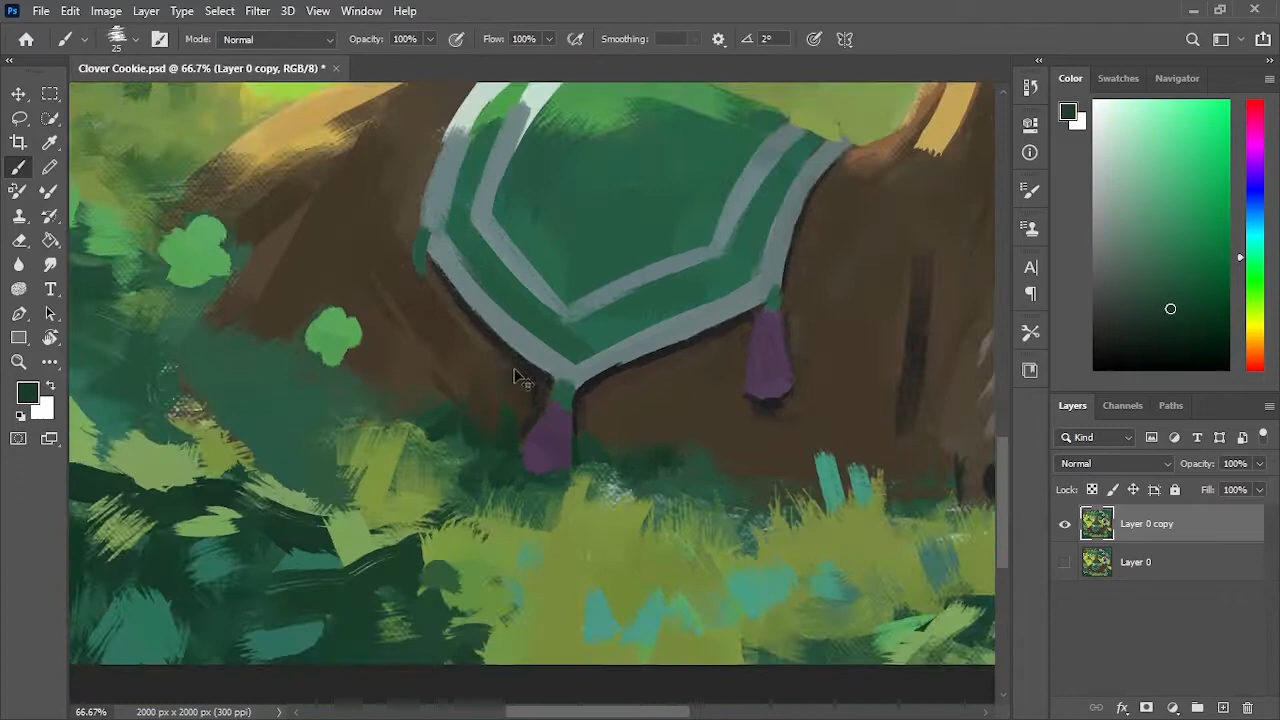 Ps File Edit Image Layer Type Select Filter 3D View Window Help
25 Mode: Normal Opacity: 100% Flow: 100% Smoothing: 2°
Clover Cookie.psd @ 66.7% (Layer 0 copy, RGB/8) *
Color Swatches Navigator
Layers Channels Paths
Kind
Normal Opacity: 100%
Lock: Fill: 100%
Layer 0 copy
Layer 0
66.67% 2000 px x 2000 px (300 ppi)